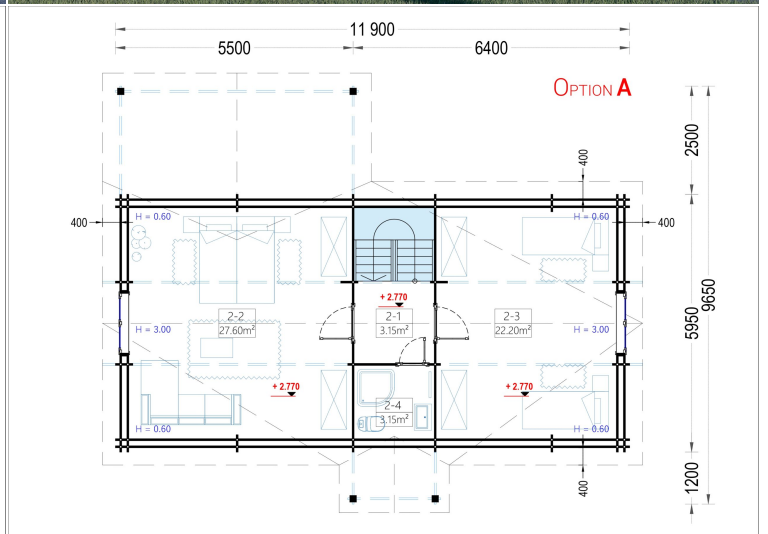 11 900
5500
6400
OPTION A
2500
400
H = 0.60
H = 0.60
400
400
+ 2.770
2-2
27.60m²
2-1
3.15m²
2-3
22.20m²
H = 3.00
H = 3.00
5950
9650
+ 2.770
+ 2.770
2-4
3.15m²
H = 0.60
H = 0.60
400
1200